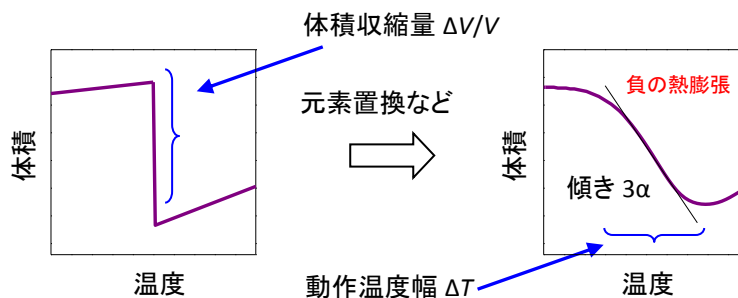 体積収縮量 ΔV/V
体積
温度
元素置換など
負の熱膨張
体積
傾き 3α
動作温度幅 ΔT
温度